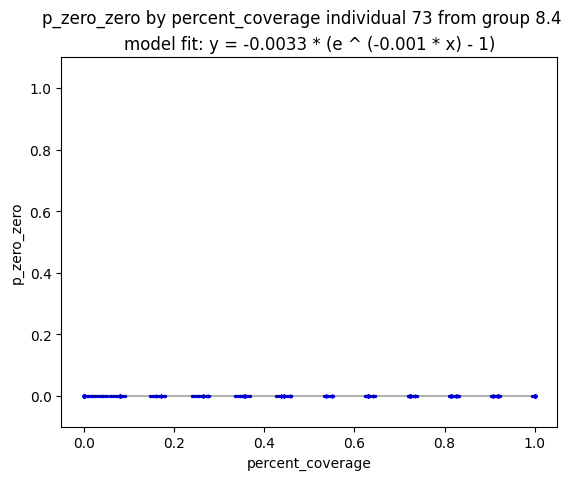 p_zero_zero by percent_coverage individual 73 from group 8.4
model fit: y = -0.0033 * (e ^ (-0.001 * x) - 1)
1.0
0.8
0.6
0.4
0.2
0.0
p_zero_zero
0.0 0.2 0.4 0.6 0.8 1.0
percent_coverage